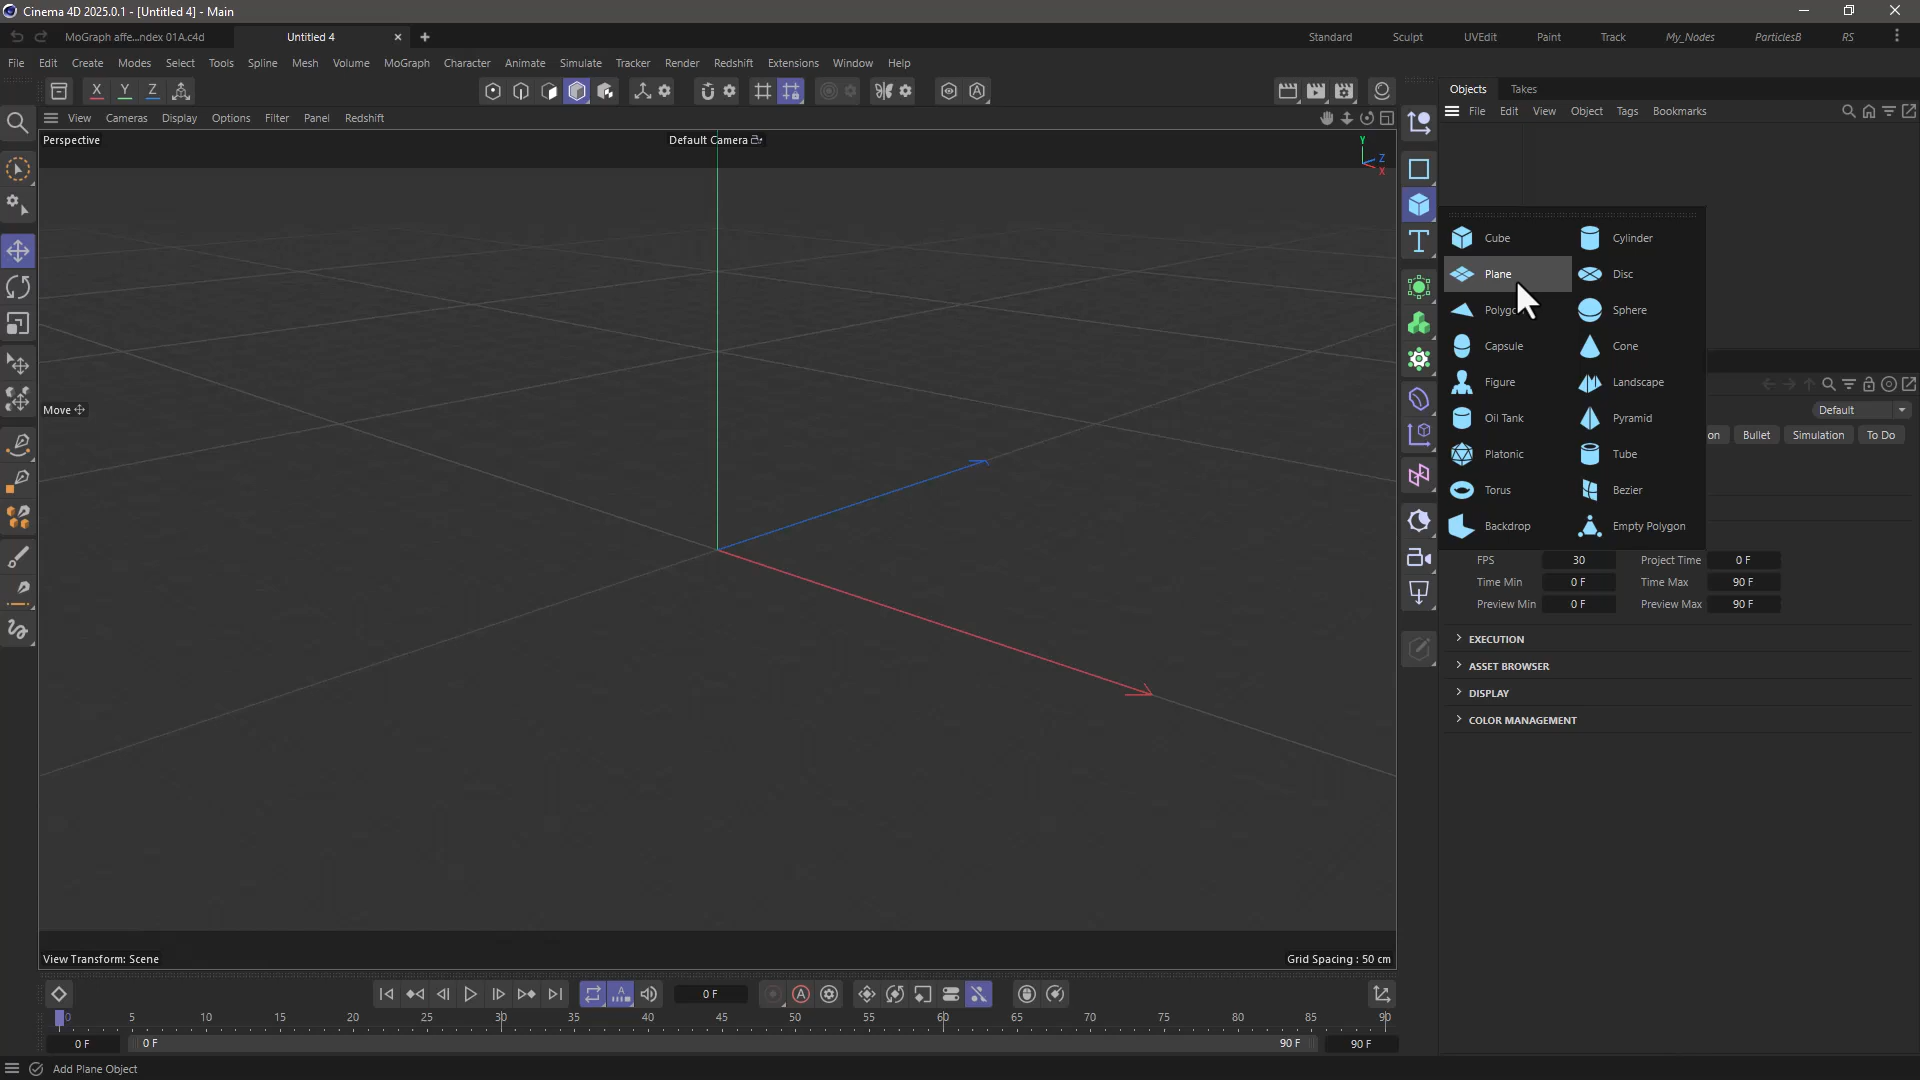 Cinema 4D 2025.0.1 - [Untitled 4] - Main
MoGraph affe...ndex 01A.c4d
Untitled 4
Standard
Sculpt
UVEdit
Paint
Track
My_Nodes
ParticlesB
RS
File Edit Create Modes Select Tools Spline Mesh Volume MoGraph Character Animate Simulate Tracker Render Redshift Extensions Window Help
X Y Z
Objects Takes
File Edit View Object Tags Bookmarks
View Cameras Display Options Filter Panel Redshift
Perspective
Default Camera
Y
Z
X
Cube
Cylinder
Plane
Disc
Sphere
Capsule
Cone
Figure
Landscape
Oil Tank
Pyramid
Platonic
Tube
Torus
Bezier
Backdrop
Empty Polygon
Move
Default
on
Bullet
Simulation
To Do
FPS 30 Project Time 0 F
Time Min 0 F Time Max 90 F
Preview Min 0 F Preview Max 90 F
EXECUTION
ASSET BROWSER
DISPLAY
COLOR MANAGEMENT
View Transform: Scene
Grid Spacing : 50 cm
0 F
0 5 10 15 20 25 30 35 40 45 50 55 60 65 70 75 80 85 90
0 F
0 F
90 F
90 F
Add Plane Object